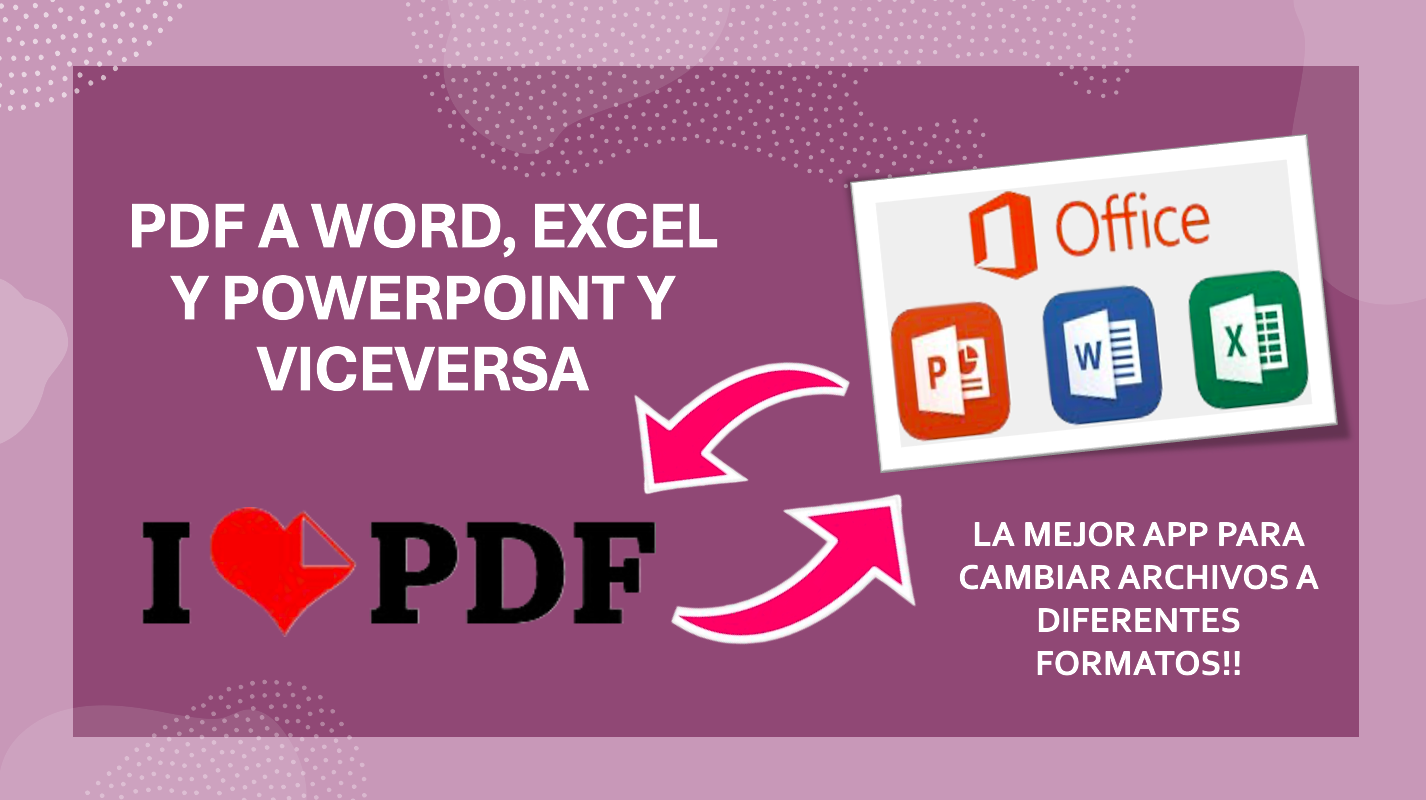 PDF A WORD, EXCEL
Y POWERPOINT Y
VICEVERSA
Office
P
W
X
I PDF
LA MEJOR APP PARA
CAMBIAR ARCHIVOS A
DIFERENTES
FORMATOS!!